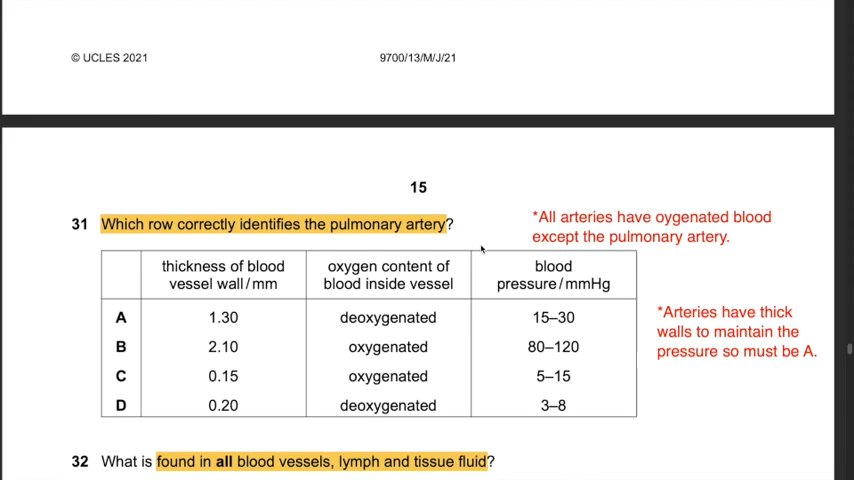 © UCLES 2021 9700/13/M/J/21
15
31 Which row correctly identifies the pulmonary artery?
*All arteries have oygenated blood
except the pulmonary artery.
thickness of blood vessel wall / mm oxygen content of blood inside vessel blood pressure / mmHg
A 1.30 deoxygenated 15–30
B 2.10 oxygenated 80–120
C 0.15 oxygenated 5–15
D 0.20 deoxygenated 3–8
*Arteries have thick
walls to maintain the
pressure so must be A.
32 What is found in all blood vessels, lymph and tissue fluid?